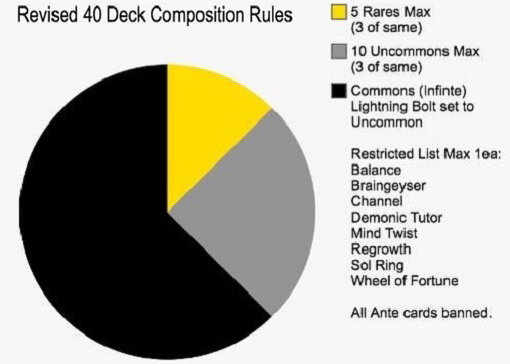 Revised 40 Deck Composition Rules
5 Rares Max
(3 of same)
10 Uncommons Max
(3 of same)
Commons (Infinte)
Lightning Bolt set to
Uncommon
Restricted List Max 1ea:
Balance
Braingeyser
Channel
Demonic Tutor
Mind Twist
Regrowth
Sol Ring
Wheel of Fortune
All Ante cards banned.